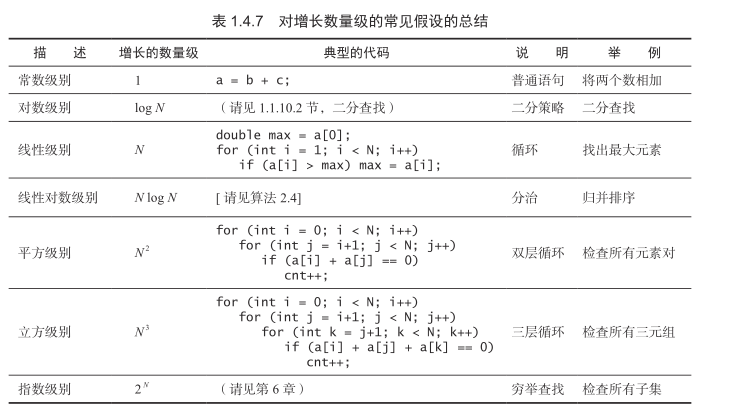 表 1.4.7 对增长数量级的常见假设的总结
描 述 增长的数量级 典型的代码 说 明 举 例
常数级别 1 a = b + c; 普通语句 将两个数相加
对数级别 log N （请见 1.1.10.2 节，二分查找） 二分策略 二分查找
double max = a[0];
线性级别 N for (int i = 1; i < N; i++) 循环 找出最大元素
if (a[i] > max) max = a[i];
线性对数级别 N log N [ 请见算法 2.4] 分治 归并排序
for (int i = 0; i < N; i++)
for (int j = i+1; j < N; j++)
平方级别 N² if (a[i] + a[j] == 0) 双层循环 检查所有元素对
cnt++;
for (int i = 0; i < N; i++)
for (int j = i+1; j < N; j++)
立方级别 N³ for (int k = j+1; k < N; k++) 三层循环 检查所有三元组
if (a[i] + a[j] + a[k] == 0)
cnt++;
指数级别 2ᴺ （请见第 6 章） 穷举查找 检查所有子集